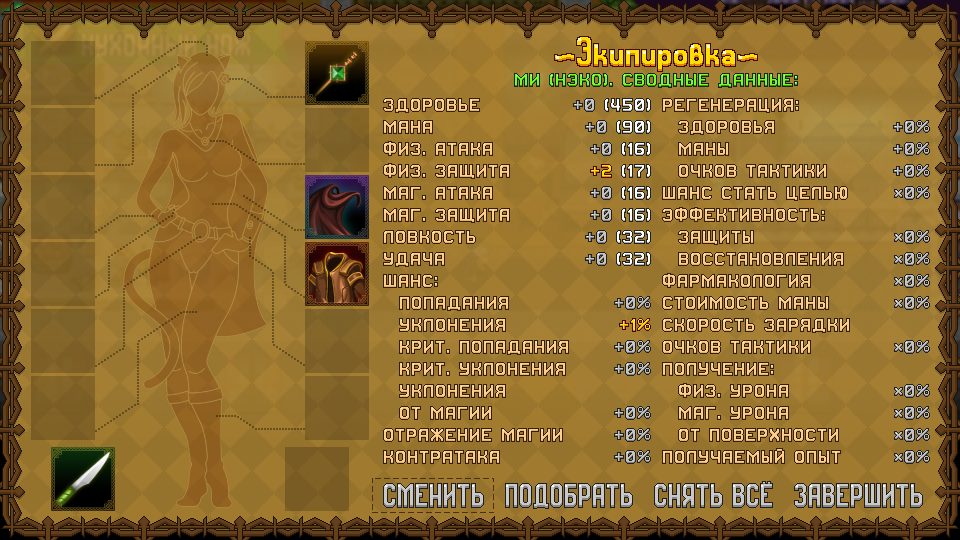 КУХОННЫЙ НОЖ
~Экипировка~
МИ (НЭКО). СВОДНЫЕ ДАННЫЕ:
ЗДОРОВЬЕ +0 (450) РЕГЕНЕРАЦИЯ:
МАНА +0 (90) ЗДОРОВЬЯ +0%
ФИЗ. АТАКА +0 (16) МАНЫ +0%
ФИЗ. ЗАЩИТА +2 (17) ОЧКОВ ТАКТИКИ +0%
МАГ. АТАКА +0 (16) ШАНС СТАТЬ ЦЕЛЬЮ ×0%
МАГ. ЗАЩИТА +0 (16) ЭФФЕКТИВНОСТЬ:
ЛОВКОСТЬ +0 (32) ЗАЩИТЫ ×0%
УДАЧА +0 (32) ВОССТАНОВЛЕНИЯ ×0%
ШАНС: ФАРМАКОЛОГИЯ ×0%
ПОПАДАНИЯ +0% СТОИМОСТЬ МАНЫ ×0%
УКЛОНЕНИЯ +1% СКОРОСТЬ ЗАРЯДКИ
КРИТ. ПОПАДАНИЯ +0% ОЧКОВ ТАКТИКИ ×0%
КРИТ. УКЛОНЕНИЯ +0% ПОЛУЧЕНИЕ:
УКЛОНЕНИЯ ФИЗ. УРОНА ×0%
ОТ МАГИИ +0% МАГ. УРОНА ×0%
ОТРАЖЕНИЕ МАГИИ +0% ОТ ПОВЕРХНОСТИ ×0%
КОНТРАТАКА +0% ПОЛУЧАЕМЫЙ ОПЫТ ×0%
СМЕНИТЬ ПОДОБРАТЬ СНЯТЬ ВСЁ ЗАВЕРШИТЬ